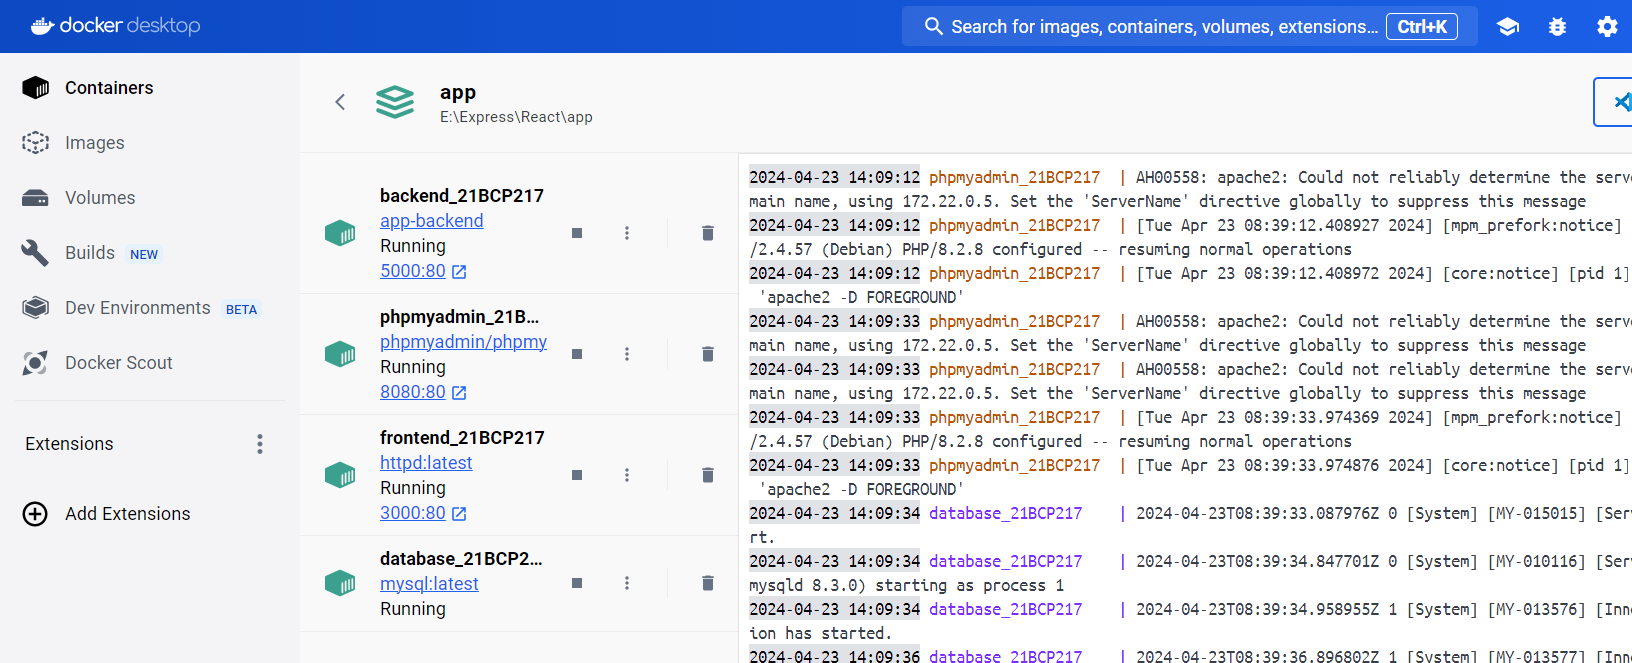 docker desktop
Search for images, containers, volumes, extensions... Ctrl+K
Containers
Images
Volumes
Builds NEW
Dev Environments BETA
Docker Scout
Extensions
Add Extensions
app
E:\Express\React\app
backend_21BCP217
app-backend
Running
5000:80
phpmyadmin_21B...
phpmyadmin/phpmy
Running
8080:80
frontend_21BCP217
httpd:latest
Running
3000:80
database_21BCP2...
mysql:latest
Running
2024-04-23 14:09:12 phpmyadmin_21BCP217 | AH00558: apache2: Could not reliably determine the serve
main name, using 172.22.0.5. Set the 'ServerName' directive globally to suppress this message
2024-04-23 14:09:12 phpmyadmin_21BCP217 | [Tue Apr 23 08:39:12.408927 2024] [mpm_prefork:notice]
/2.4.57 (Debian) PHP/8.2.8 configured -- resuming normal operations
2024-04-23 14:09:12 phpmyadmin_21BCP217 | [Tue Apr 23 08:39:12.408972 2024] [core:notice] [pid 1]
'apache2 -D FOREGROUND'
2024-04-23 14:09:33 phpmyadmin_21BCP217 | AH00558: apache2: Could not reliably determine the serve
main name, using 172.22.0.5. Set the 'ServerName' directive globally to suppress this message
2024-04-23 14:09:33 phpmyadmin_21BCP217 | AH00558: apache2: Could not reliably determine the serve
main name, using 172.22.0.5. Set the 'ServerName' directive globally to suppress this message
2024-04-23 14:09:33 phpmyadmin_21BCP217 | [Tue Apr 23 08:39:33.974369 2024] [mpm_prefork:notice]
/2.4.57 (Debian) PHP/8.2.8 configured -- resuming normal operations
2024-04-23 14:09:33 phpmyadmin_21BCP217 | [Tue Apr 23 08:39:33.974876 2024] [core:notice] [pid 1]
'apache2 -D FOREGROUND'
2024-04-23 14:09:34 database_21BCP217 | 2024-04-23T08:39:33.087976Z 0 [System] [MY-015015] [Ser
rt.
2024-04-23 14:09:34 database_21BCP217 | 2024-04-23T08:39:34.847701Z 0 [System] [MY-010116] [Ser
mysqld 8.3.0) starting as process 1
2024-04-23 14:09:34 database_21BCP217 | 2024-04-23T08:39:34.958955Z 1 [System] [MY-013576] [Inn
ion has started.
2024-04-23 14:09:36 database_21BCP217 | 2024-04-23T08:39:36.896802Z 1 [System] [MY-013577] [Inn